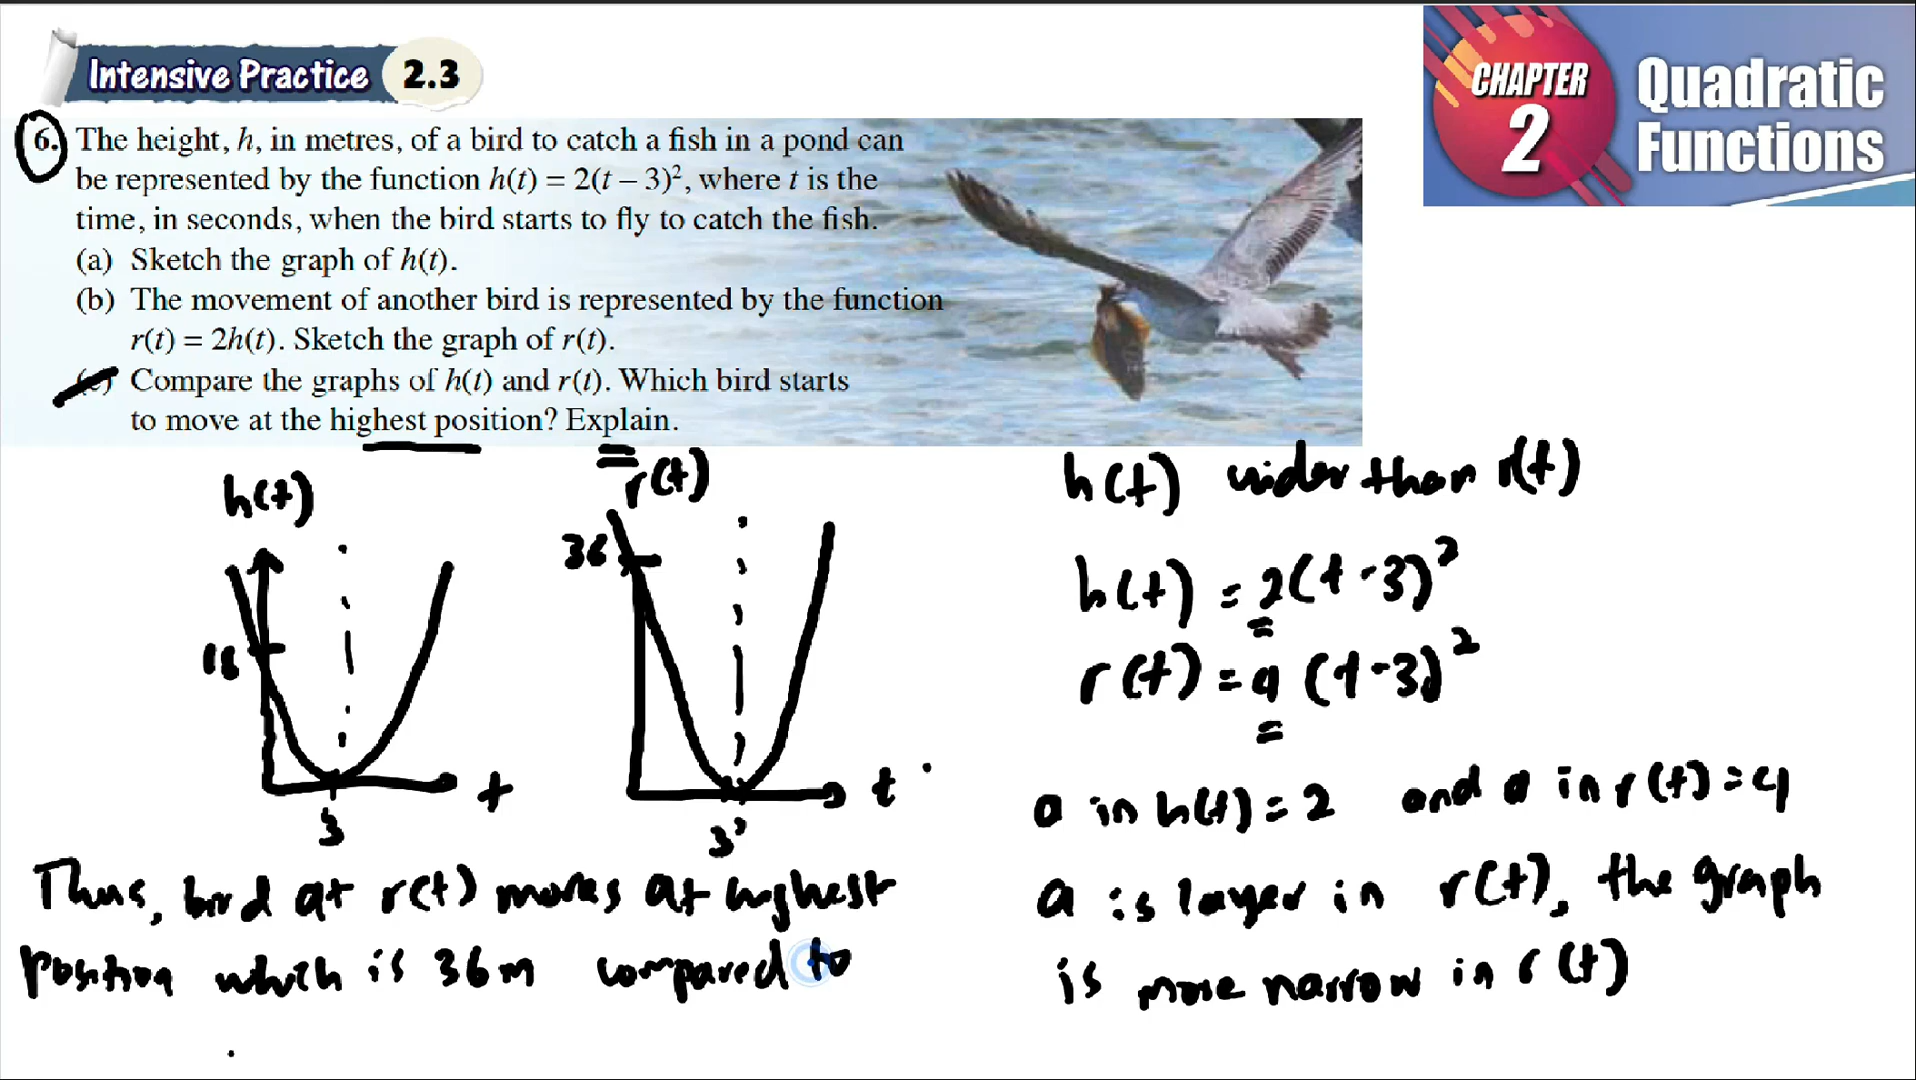 Intensive Practice 2.3
CHAPTER
2
Quadratic
Functions
6. The height, h, in metres, of a bird to catch a fish in a pond can
be represented by the function h(t) = 2(t – 3)², where t is the
time, in seconds, when the bird starts to fly to catch the fish.
(a) Sketch the graph of h(t).
(b) The movement of another bird is represented by the function
r(t) = 2h(t). Sketch the graph of r(t).
(c) Compare the graphs of h(t) and r(t). Which bird starts
to move at the highest position? Explain.
h(t)
18
3
t
r(t)
36
3
t
Thus, bird at r(t) moves at highest
position which is 36m compared to
h(t) wider than r(t)
h(t) = 2(t-3)²
r(t) = 4(t-3)²
a in h(t) = 2 and a in r(t) = 4
a is larger in r(t), the graph
is more narrow in r(t)